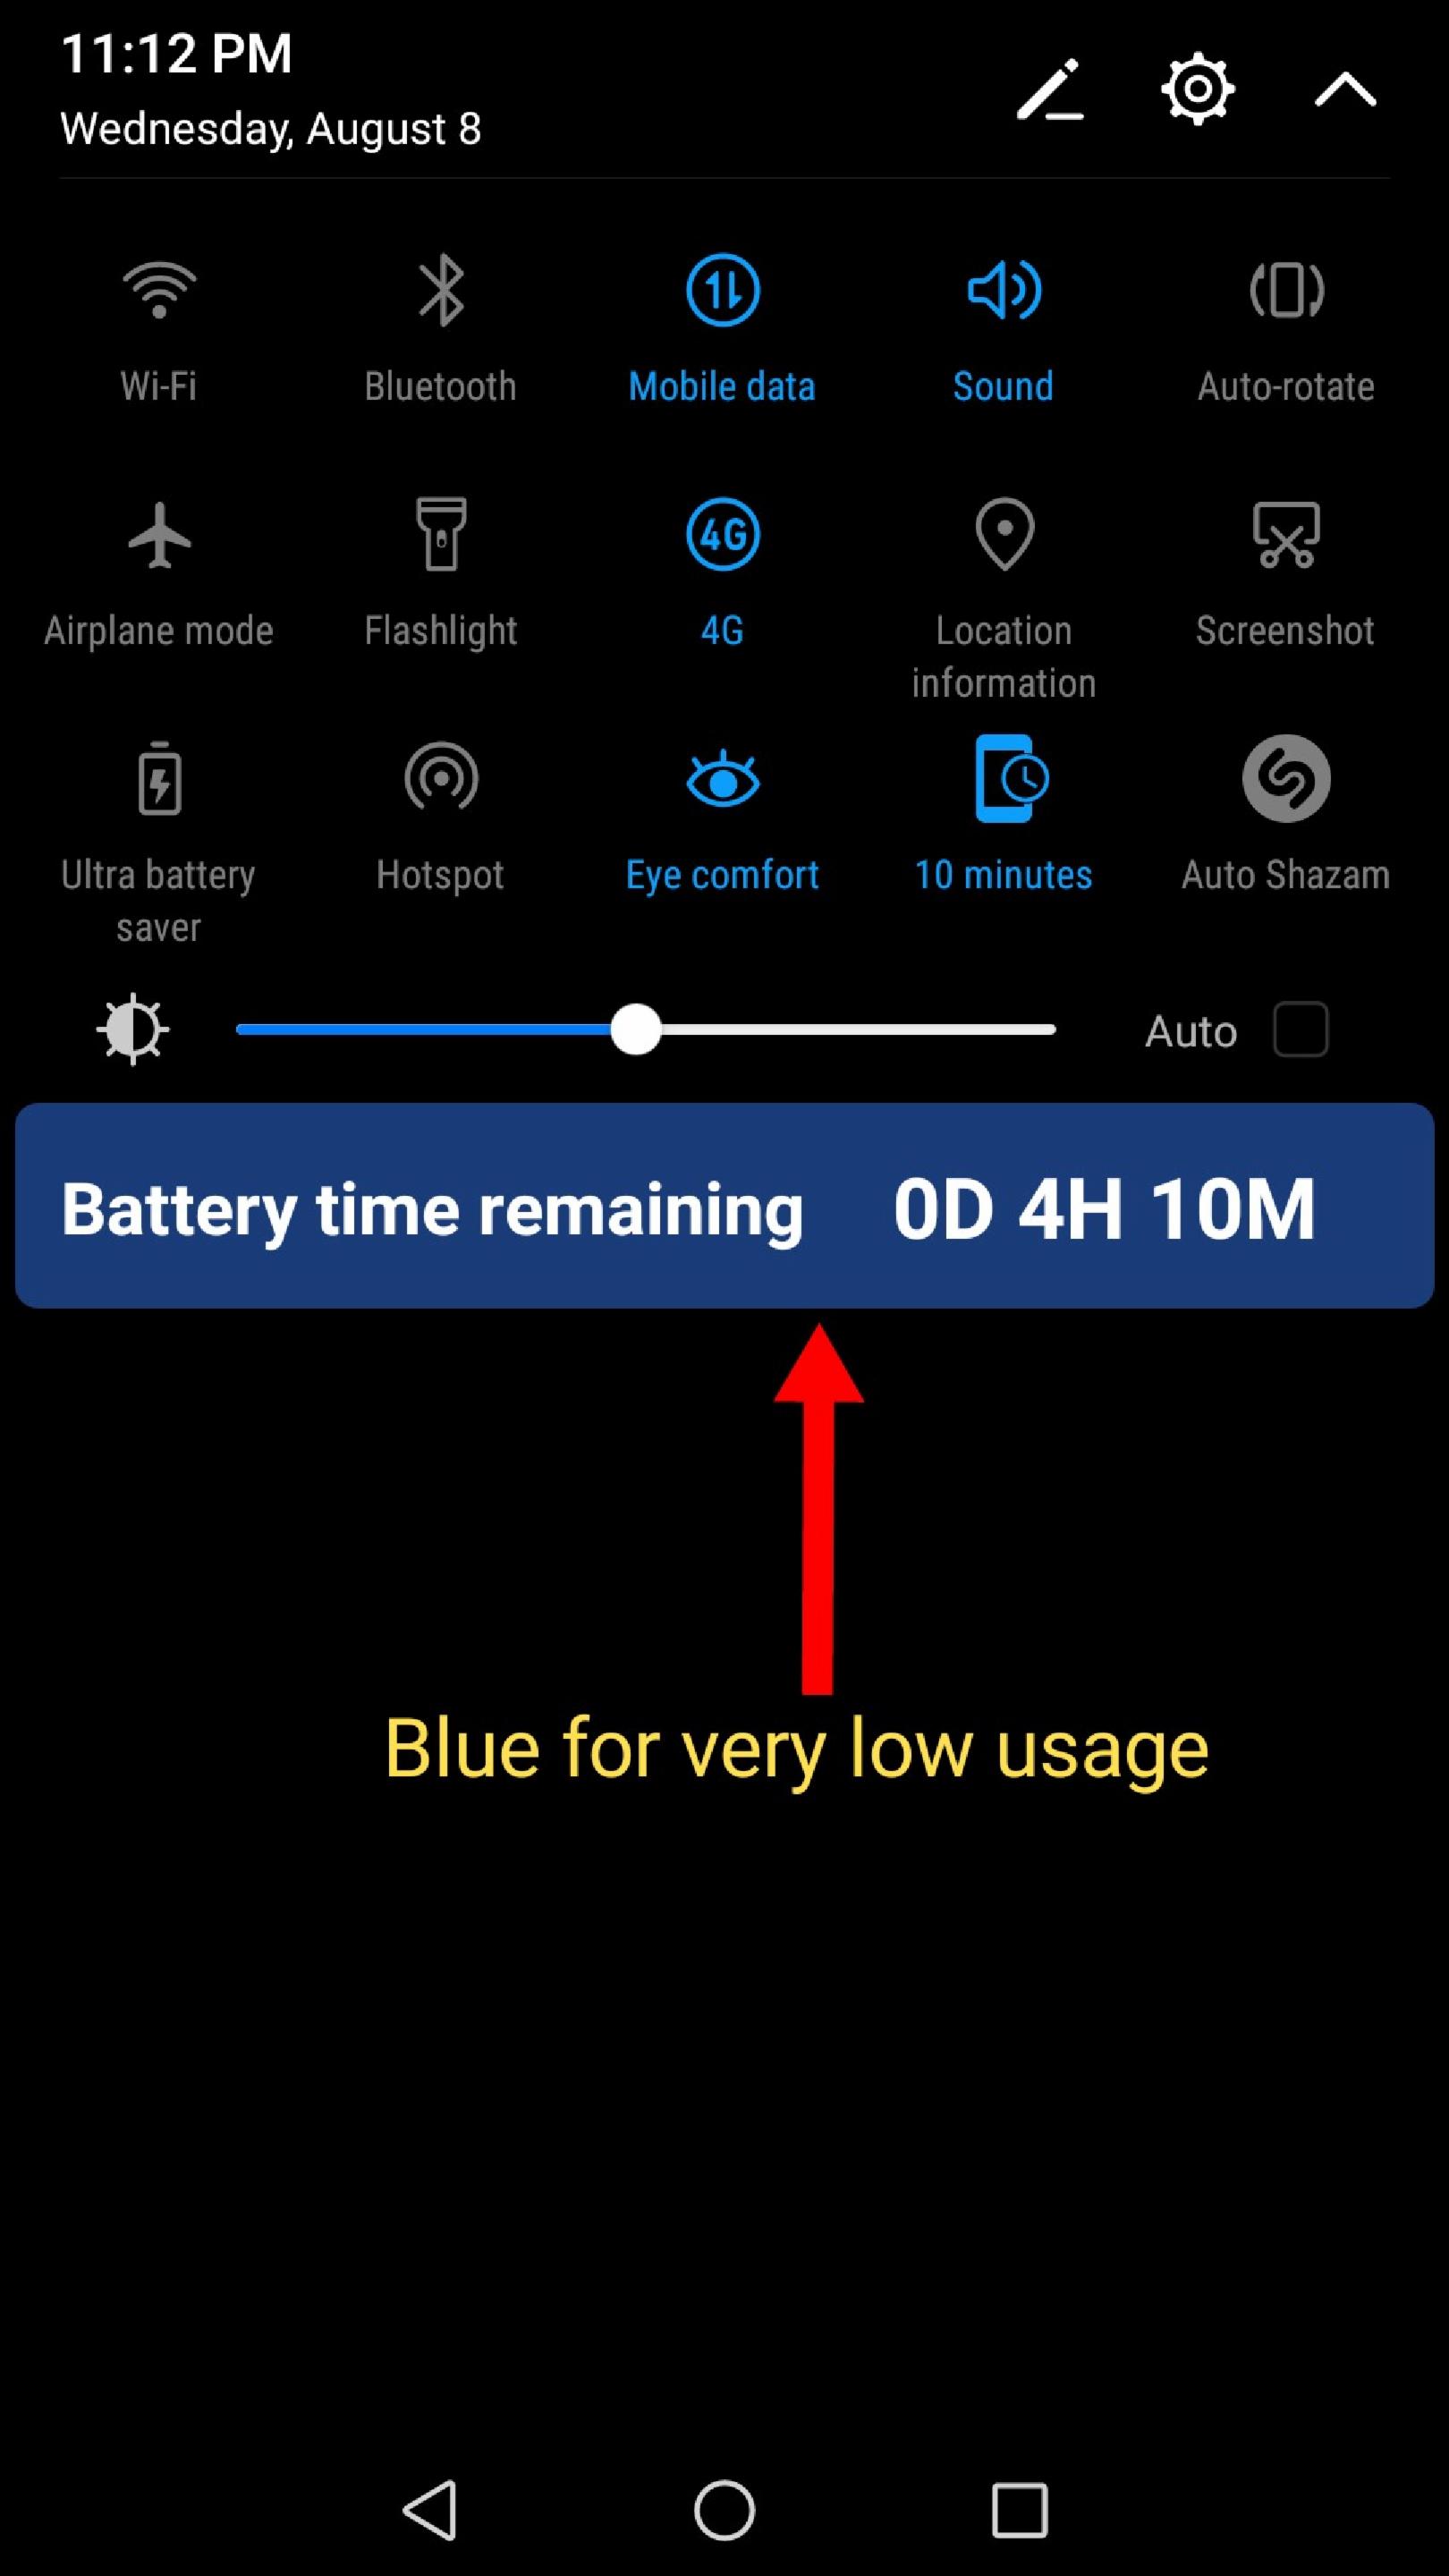 11:12 PM
Wednesday, August 8
Wi-Fi Bluetooth Mobile data Sound Auto-rotate
4G
Airplane mode Flashlight 4G Location Screenshot
information
Ultra battery Hotspot Eye comfort 10 minutes Auto Shazam
saver
Auto
Battery time remaining 0D 4H 10M
Blue for very low usage